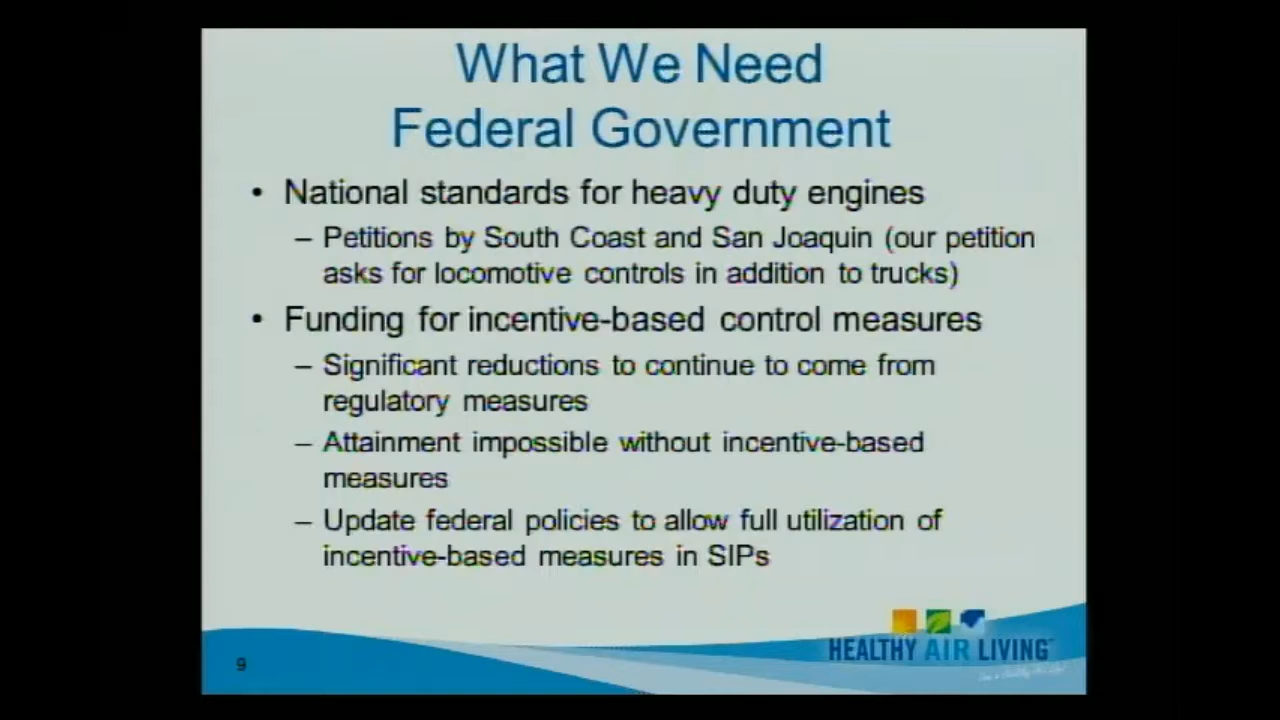 What We Need
Federal Government
• National standards for heavy duty engines
– Petitions by South Coast and San Joaquin (our petition
asks for locomotive controls in addition to trucks)
• Funding for incentive-based control measures
– Significant reductions to continue to come from
regulatory measures
– Attainment impossible without incentive-based
measures
– Update federal policies to allow full utilization of
incentive-based measures in SIPs
HEALTHY AIR LIVING™
9